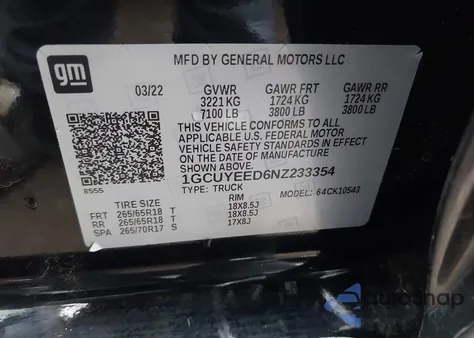 gm
MFD BY GENERAL MOTORS LLC
03/22 GVWR GAWR FRT GAWR RR
3221 KG 1724 KG 1724 KG
7100 LB 3800 LB 3800 LB
THIS VEHICLE CONFORMS TO ALL
APPLICABLE U.S. FEDERAL MOTOR
VEHICLE SAFETY STANDARDS IN EFFECT
ON THE DATE OF MANUFACTURE
1GCUYEED6NZ233354
8555
TYPE: TRUCK MODEL: 64CK10543
TIRE SIZE RIM
FRT 265/65R18 T 18X8.5J
RR 265/65R18 T 18X8.5J
SPA 265/70R17 S 17X8J
autosnap